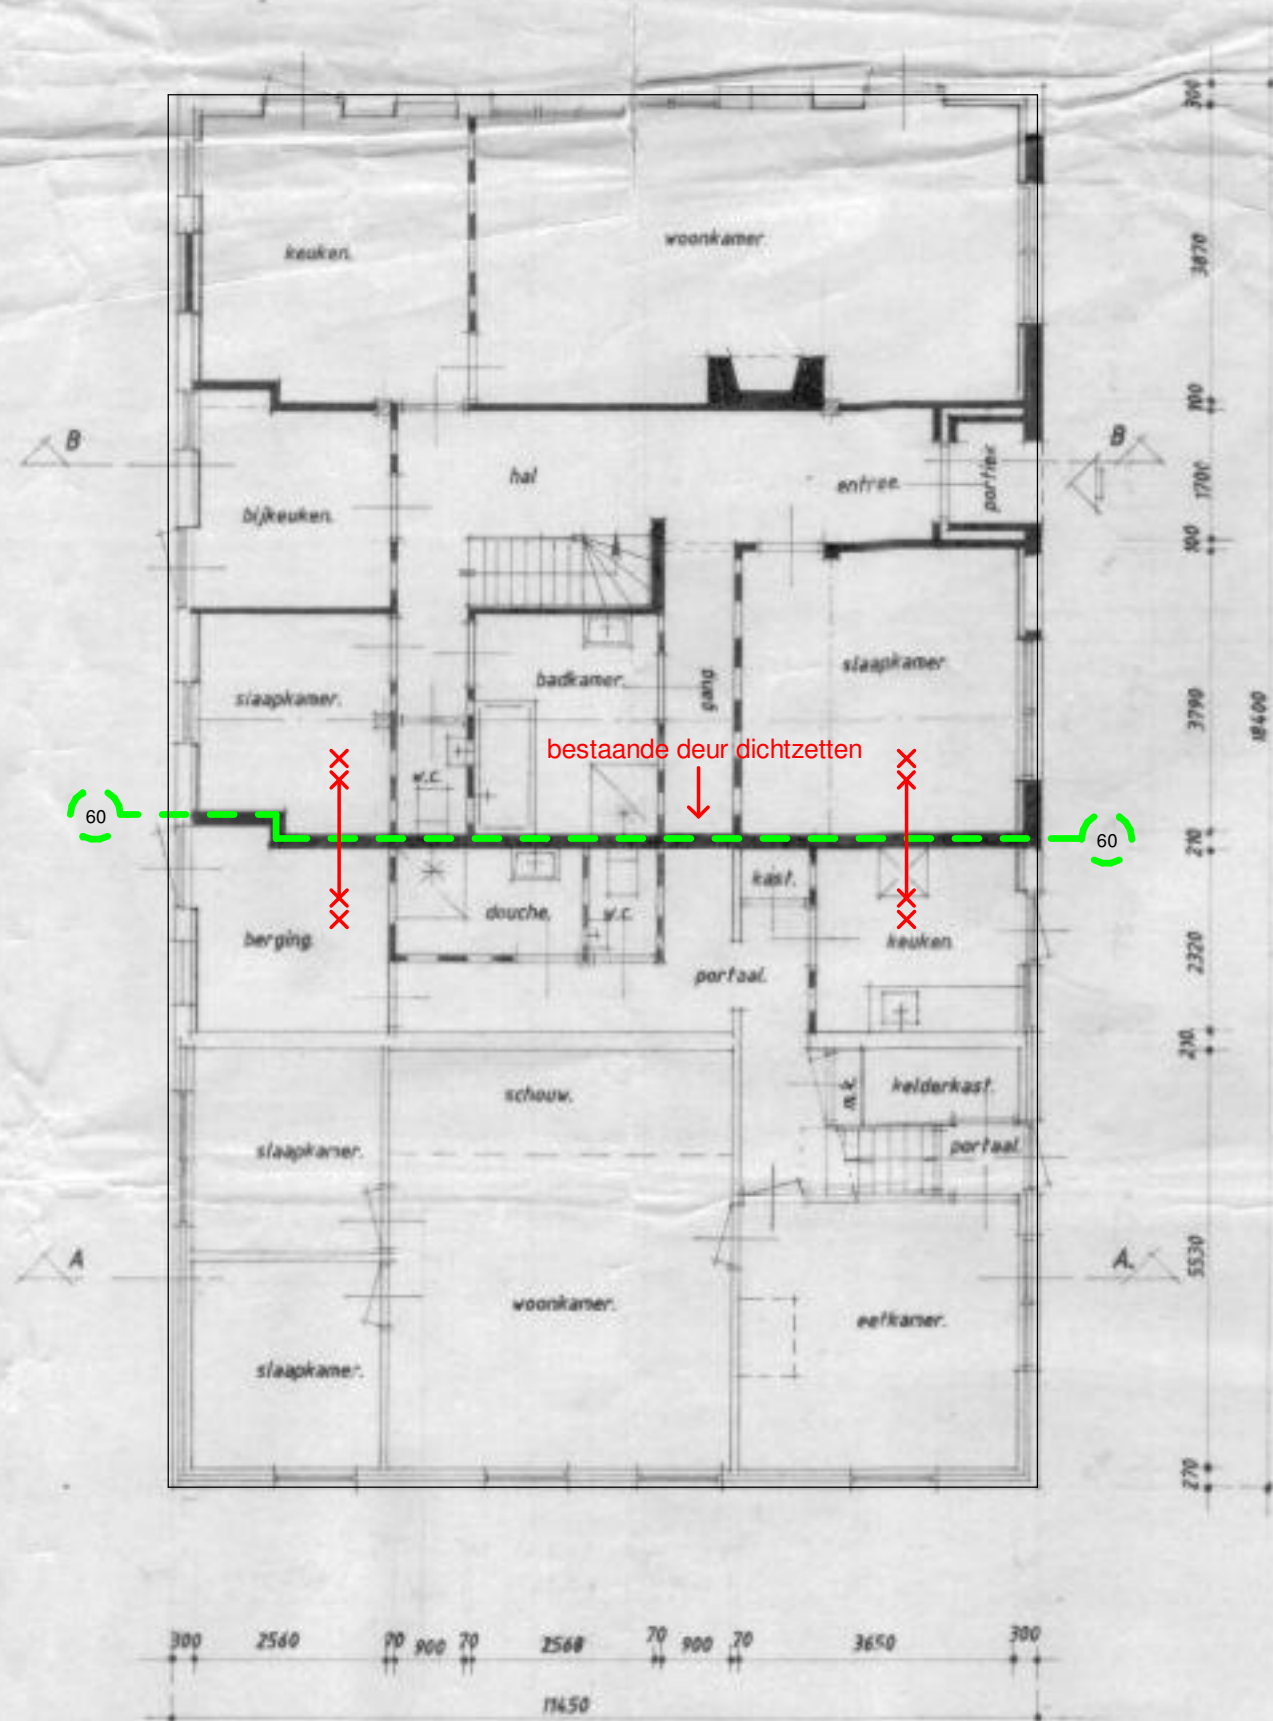 300
keuken.
woonkamer
3870
100
B
hal
B
entree.
portiek
1700
bijkeuken.
100
slaapkamer
badkamer.
gang
slaapkamer.
3790
18400
bestaande deur dichtzetten
w.c.
60
60
210
kast.
douche.
w.c.
berging.
keuken.
2320
portaal.
230.
schouw.
m.k.
kelderkast.
slaapkamer.
portaal.
A
A.
5530
woonkamer.
eetkamer.
slaapkamer.
270
300 2560 70 900 70 2560 70 900 70 3650 300
11450